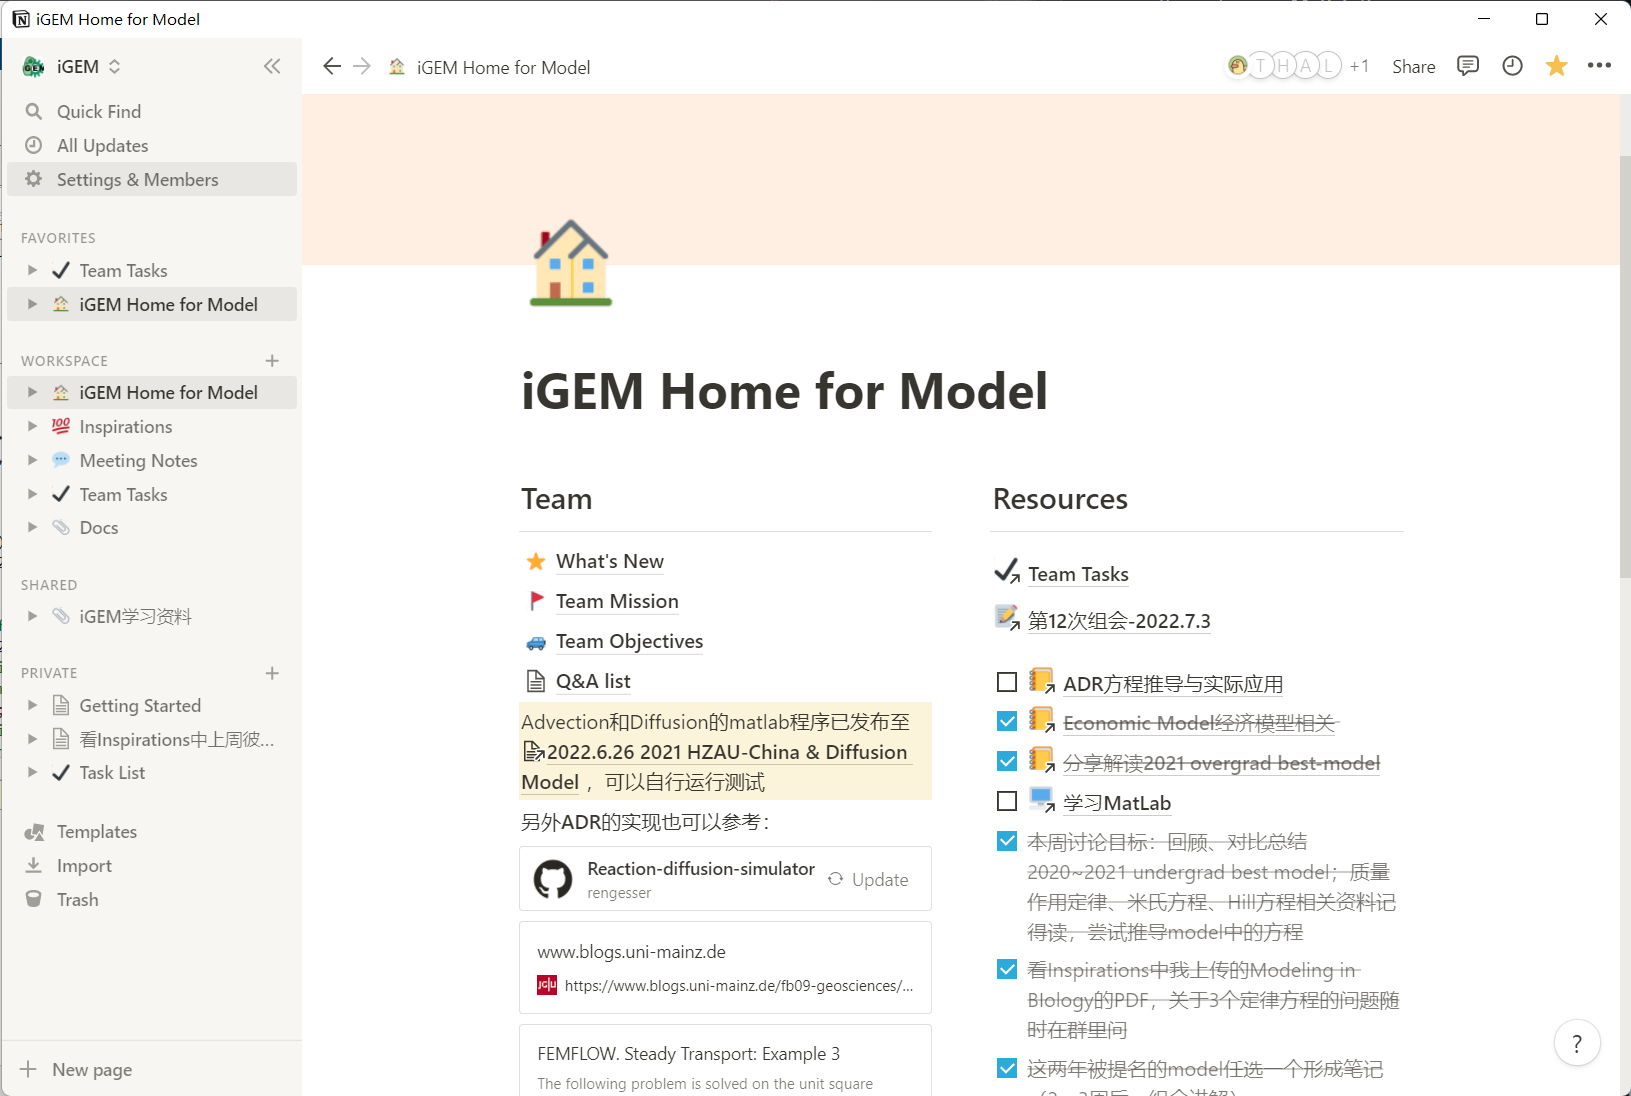 iGEM Home for Model
iGEM
Quick Find
All Updates
Settings & Members
FAVORITES
Team Tasks
iGEM Home for Model
WORKSPACE
iGEM Home for Model
Inspirations
Meeting Notes
Team Tasks
Docs
SHARED
iGEM学习资料
PRIVATE
Getting Started
看Inspirations中上周彼...
Task List
Templates
Import
Trash
New page
iGEM Home for Model
T H A L +1 Share
iGEM Home for Model
Team
What's New
Team Mission
Team Objectives
Q&A list
Advection和Diffusion的matlab程序已发布至
2022.6.26 2021 HZAU-China & Diffusion
Model ，可以自行运行测试
另外ADR的实现也可以参考：
Reaction-diffusion-simulator
rengesser
Update
www.blogs.uni-mainz.de
https://www.blogs.uni-mainz.de/fb09-geosciences/...
FEMFLOW. Steady Transport: Example 3
The following problem is solved on the unit square
Resources
Team Tasks
第12次组会-2022.7.3
ADR方程推导与实际应用
Economic Model经济模型相关
分享解读2021 overgrad best-model
学习MatLab
本周讨论目标：回顾、对比总结
2020~2021 undergrad best model；质量
作用定律、米氏方程、Hill方程相关资料记
得读，尝试推导model中的方程
看Inspirations中我上传的Modeling in
BIology的PDF，关于3个定律方程的问题随
时在群里问
这两年被提名的model任选一个形成笔记
?